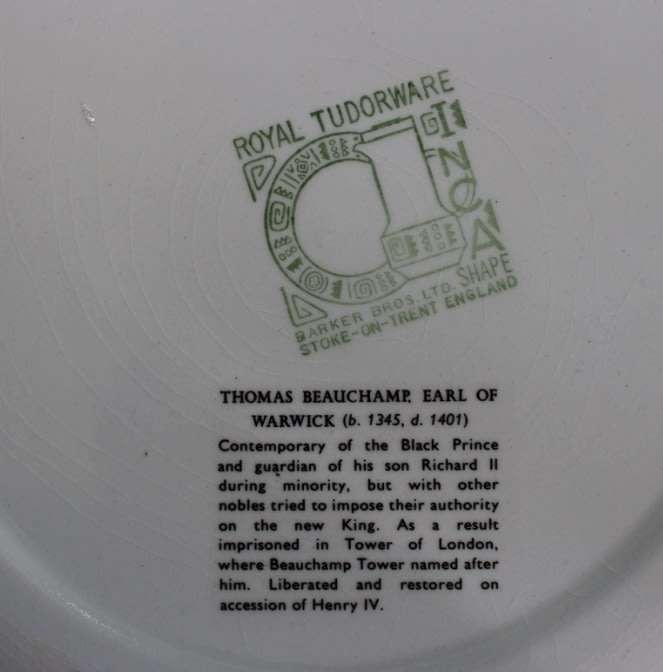 ROYAL TUDORWARE
INCA
SHAPE
BARKER BROS. LTD.
STOKE-ON-TRENT ENGLAND
THOMAS BEAUCHAMP, EARL OF
WARWICK (b. 1345, d. 1401)
Contemporary of the Black Prince
and guardian of his son Richard II
during minority, but with other
nobles tried to impose their authority
on the new King. As a result
imprisoned in Tower of London,
where Beauchamp Tower named after
him. Liberated and restored on
accession of Henry IV.